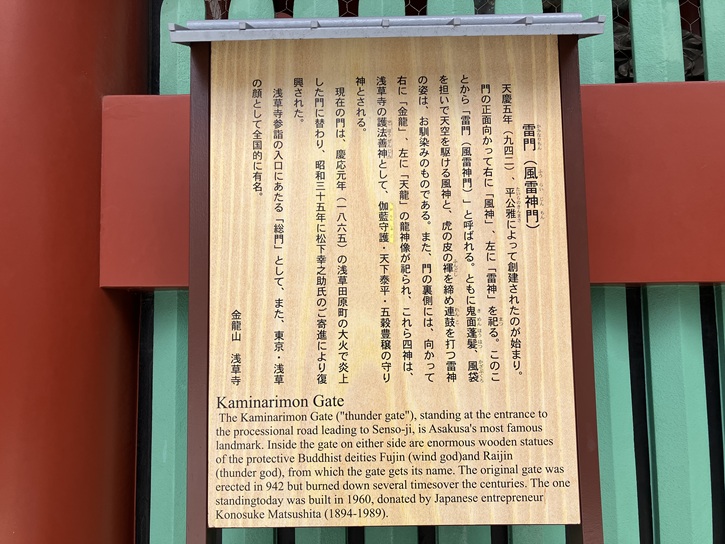 雷門(風雷神門)
天慶五年(九四二)、平公雅によって創建されたのが始まり。
門の正面向かって右に「風神」、左に「雷神」を祀る。このこ
とから「雷門(風雷神門)」と呼ばれる。ともに鬼面蓬髪、風袋
を担いで天空を駆ける風神と、虎の皮の褌を締め連鼓を打つ雷神
の姿は、お馴染みのものである。また、門の裏側には、向かって
右に「金龍」、左に「天龍」の龍神像が祀られ、これら四神は、
浅草寺の護法善神として、伽藍守護・天下泰平・五穀豊穣の守り
神とされる。
現在の門は、慶応元年(一八六五)の浅草田原町の大火で炎上
した門に替わり、昭和三十五年に松下幸之助氏のご寄進により復
興された。
浅草寺参詣の入口にあたる「総門」として、また、東京・浅草
の顔として全国的に有名。
金龍山 浅草寺
Kaminarimon Gate
The Kaminarimon Gate ("thunder gate"), standing at the entrance to
the processional road leading to Senso-ji, is Asakusa's most famous
landmark. Inside the gate on either side are enormous wooden statues
of the protective Buddhist deities Fujin (wind god)and Raijin
(thunder god), from which the gate gets its name. The original gate was
erected in 942 but burned down several timesover the centuries. The one
standingtoday was built in 1960, donated by Japanese entrepreneur
Konosuke Matsushita (1894-1989).